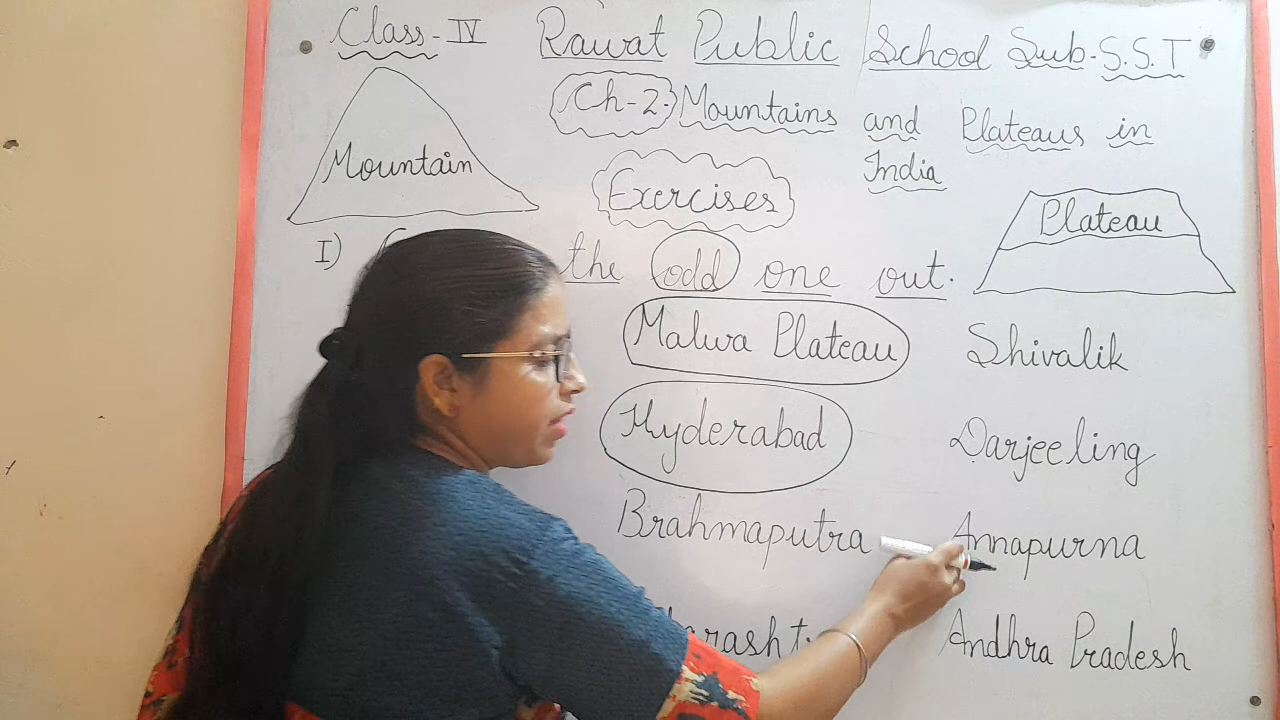 Class-IV Rawat Public School Sub-S.S.T
Ch-2. Mountains and Plateaus in
India
Mountain
Exercises
Plateau
I) the odd one out.
Malwa Plateau Shivalik
Hyderabad Darjeeling
Brahmaputra Annapurna
Andhra Pradesh